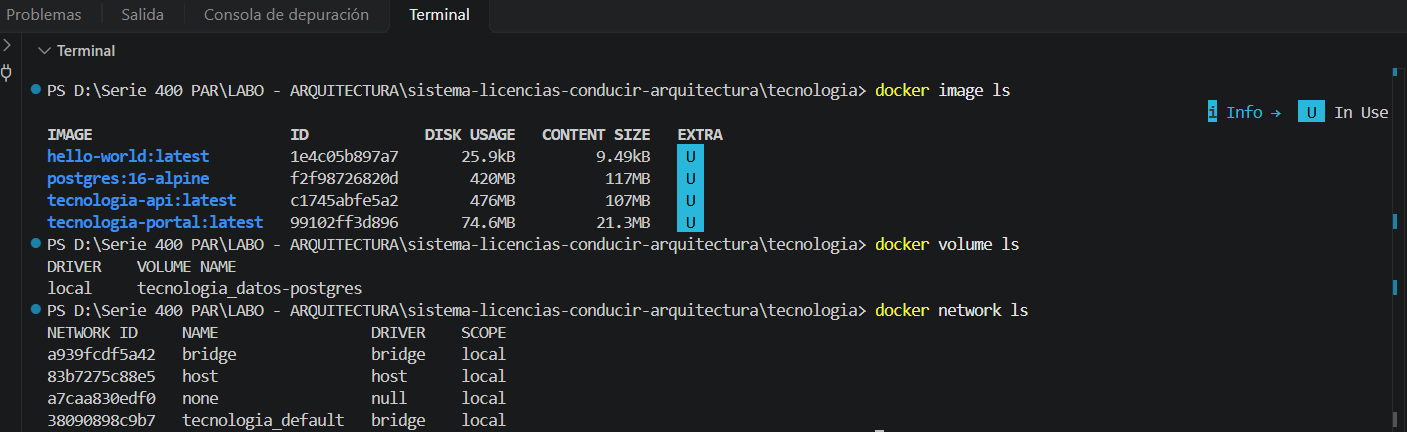 Problemas Salida Consola de depuración Terminal
Terminal
PS D:\Serie 400 PAR\LABO - ARQUITECTURA\sistema-licencias-conducir-arquitectura\tecnologia> docker image ls
i Info → U In Use
IMAGE ID DISK USAGE CONTENT SIZE EXTRA
hello-world:latest 1e4c05b897a7 25.9kB 9.49kB U
postgres:16-alpine f2f98726820d 420MB 117MB U
tecnologia-api:latest c1745abfe5a2 476MB 107MB U
tecnologia-portal:latest 99102ff3d896 74.6MB 21.3MB U
PS D:\Serie 400 PAR\LABO - ARQUITECTURA\sistema-licencias-conducir-arquitectura\tecnologia> docker volume ls
DRIVER VOLUME NAME
local tecnologia_datos-postgres
PS D:\Serie 400 PAR\LABO - ARQUITECTURA\sistema-licencias-conducir-arquitectura\tecnologia> docker network ls
NETWORK ID NAME DRIVER SCOPE
a939fcdf5a42 bridge bridge local
83b7275c88e5 host host local
a7caa830edf0 none null local
38090898c9b7 tecnologia_default bridge local